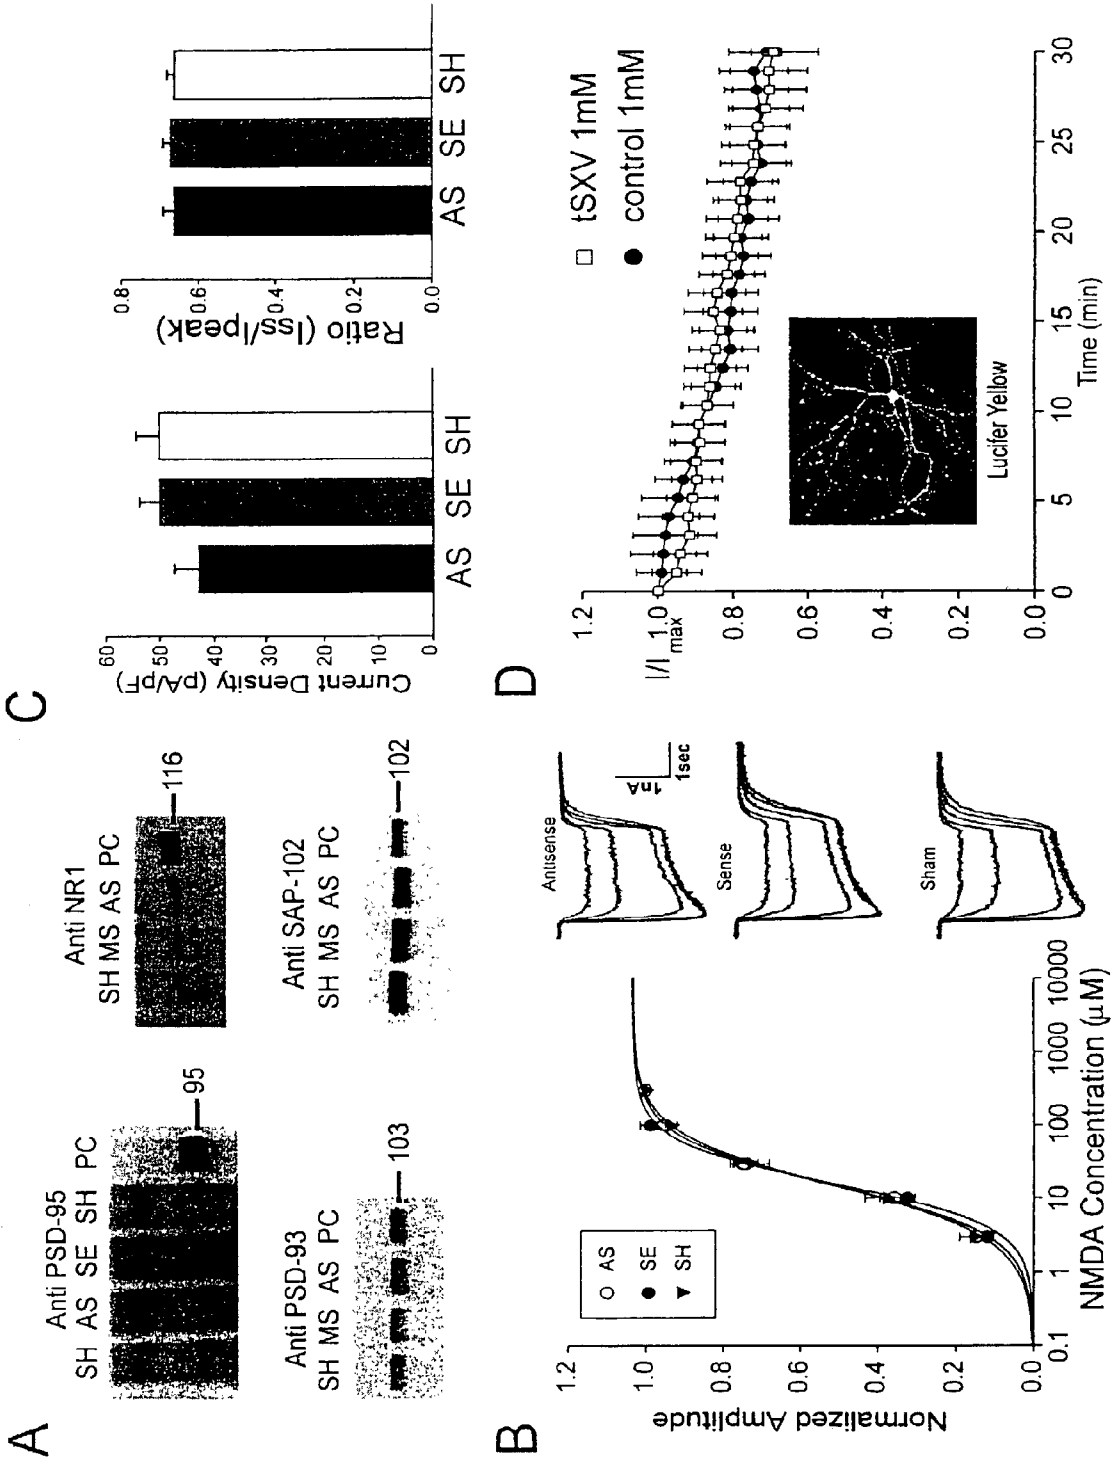 A
Anti PSD-95
SH AS SE SH PC
95
Anti NR1
SH MS AS PC
116
Anti PSD-93
SH MS AS PC
103
Anti SAP-102
SH MS AS PC
102
B
Normalized Amplitude
1.2
1.0
0.8
0.6
0.4
0.2
0.0
AS
SE
SH
0.1 1 10 100 1000 10000
NMDA Concentration (µM)
Antisense
1nA
1sec
Sense
Sham
C
Current Density (pA/pF)
60
50
40
30
20
10
0
AS SE SH
Ratio (Iss/Ipeak)
0.8
0.6
0.4
0.2
0.0
AS SE SH
D
I/I max
1.2
1.0
0.8
0.6
0.4
0.2
0.0
tSXV 1mM
control 1mM
Lucifer Yellow
0 5 10 15 20 25 30
Time (min)